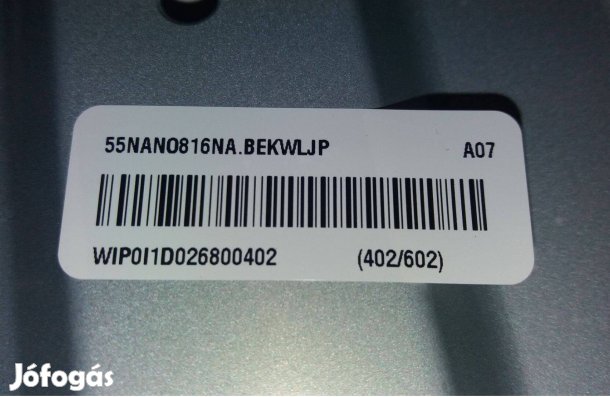 55NANO816NA.BEKWLJP A07
WIP0I1D026800402 (402/602)
Jófogás